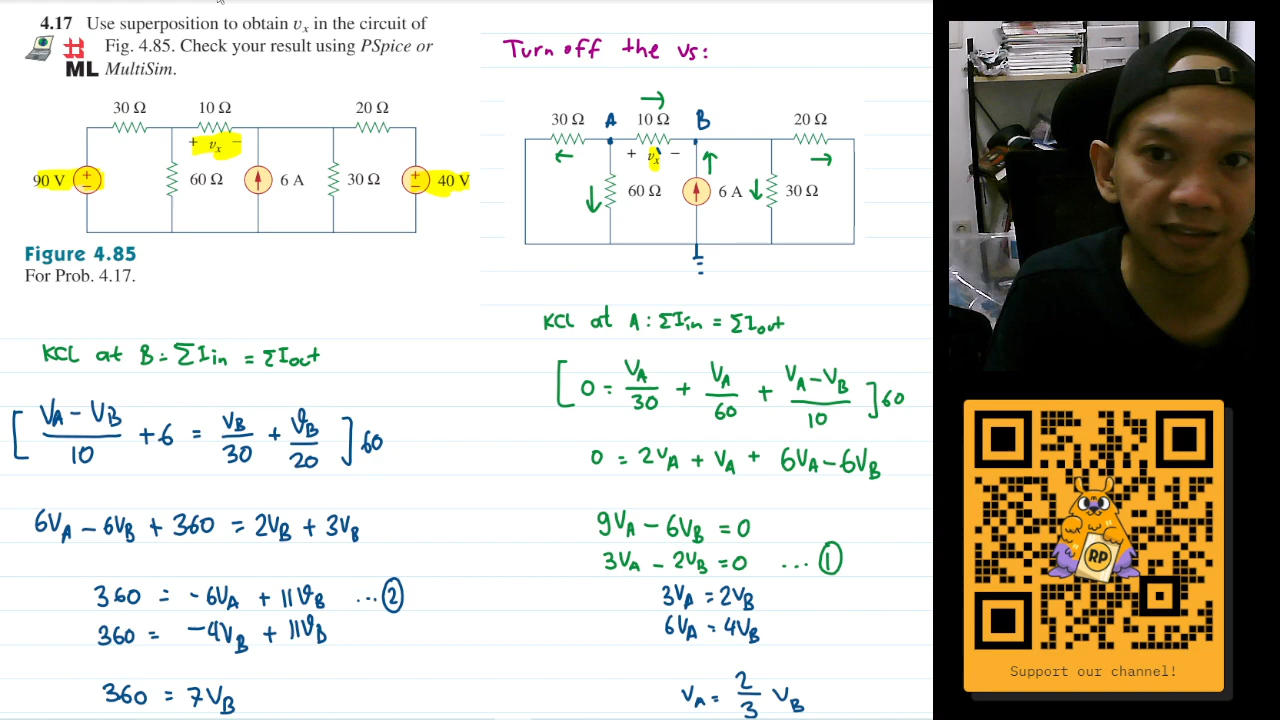 4.17 Use superposition to obtain vx in the circuit of
Fig. 4.85. Check your result using PSpice or
ML MultiSim.
30 Ω 10 Ω 20 Ω
+ vx −
90 V + − 60 Ω 6 A 30 Ω + − 40 V
Figure 4.85
For Prob. 4.17.
KCL at B: ΣIin = ΣIout
[ (VA − VB)/10 + 6 = VB/30 + VB/20 ] 60
6VA − 6VB + 360 = 2VB + 3VB
360 = -6VA + 11VB ... ②
360 = -4VB + 11VB
360 = 7VB
Turn off the vs:
30 Ω A 10 Ω B 20 Ω
+ vx −
60 Ω 6 A 30 Ω
KCL at A: ΣIin = ΣIout
[ 0 = VA/30 + VA/60 + (VA − VB)/10 ] 60
0 = 2VA + VA + 6VA − 6VB
9VA − 6VB = 0
3VA − 2VB = 0 ... ①
3VA = 2VB
6VA = 4VB
VA = 2/3 VB
RP
Support our channel!